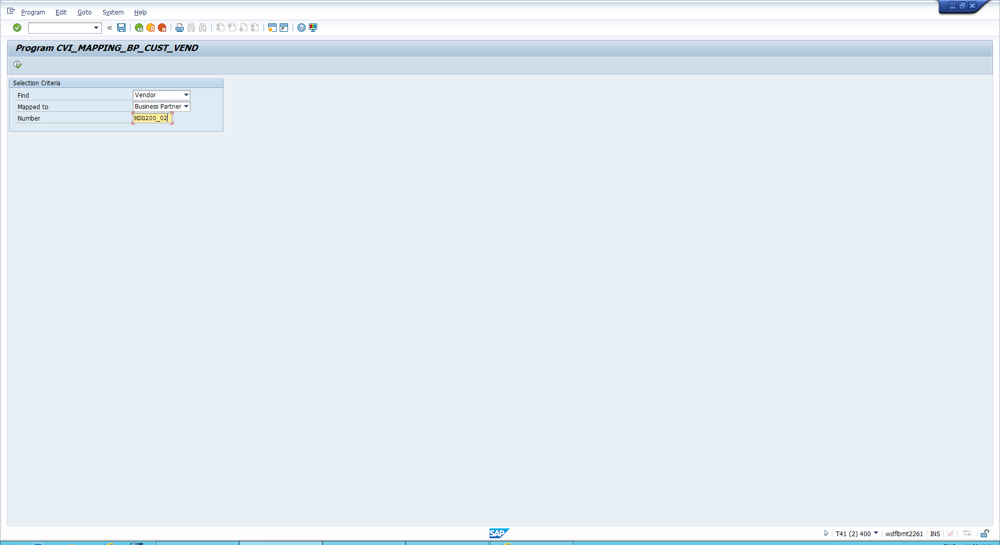 Program Edit Goto System Help
Program CVI_MAPPING_BP_CUST_VEND
Selection Criteria
Find Vendor
Mapped to Business Partner
Number MDG200_02
SAP T41 (2) 400 wdflbmt2261 INS